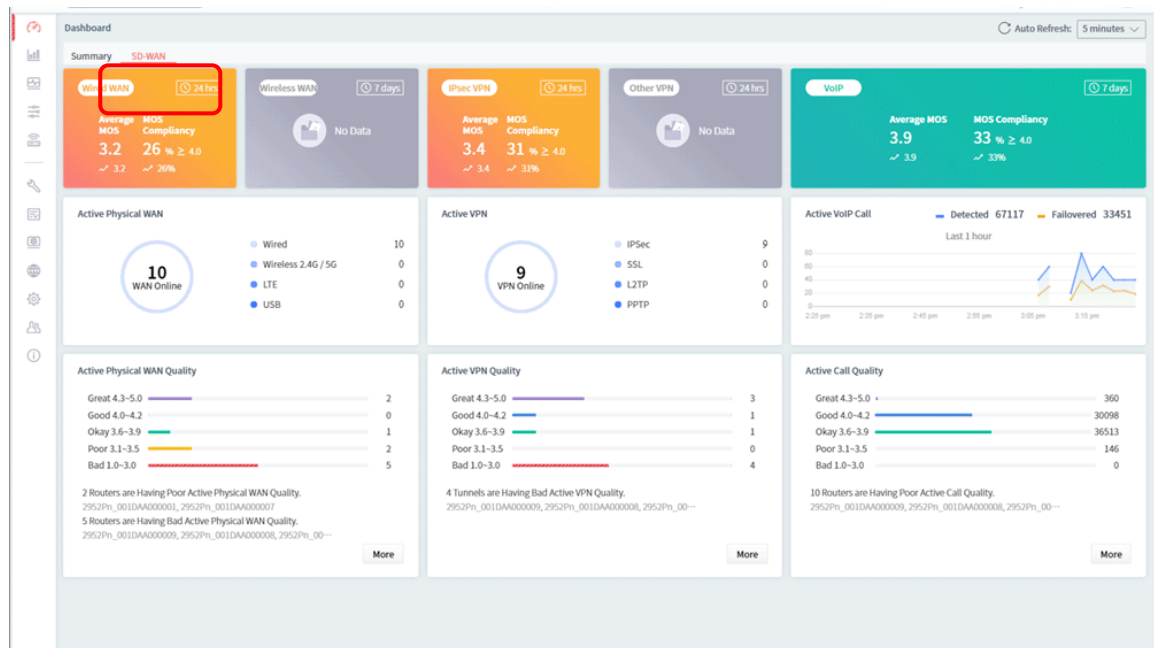 Dashboard
Auto Refresh: 5 minutes
Summary SD-WAN
Wired WAN 24 hrs
Average MOS
MOS Compliancy
3.2 26 % ≥ 4.0
3.2 26%
Wireless WAN 7 days
No Data
IPsec VPN 24 hrs
Average MOS
MOS Compliancy
3.4 31 % ≥ 4.0
3.4 31%
Other VPN 24 hrs
No Data
VoIP 7 days
Average MOS MOS Compliancy
3.9 33 % ≥ 4.0
3.9 33%
Active Physical WAN
10
WAN Online
Wired 10
Wireless 2.4G / 5G 0
LTE 0
USB 0
Active VPN
9
VPN Online
IPSec 9
SSL 0
L2TP 0
PPTP 0
Active VoIP Call Detected 67117 Failovered 33451
Last 1 hour
80
60
40
20
0
2:25 pm 2:35 pm 2:45 pm 2:55 pm 3:05 pm 3:15 pm
Active Physical WAN Quality
Great 4.3~5.0 2
Good 4.0~4.2 0
Okay 3.6~3.9 1
Poor 3.1~3.5 2
Bad 1.0~3.0 5
2 Routers are Having Poor Active Physical WAN Quality.
2952Pn_001DAA000001, 2952Pn_001DAA000007
5 Routers are Having Bad Active Physical WAN Quality.
2952Pn_001DAA000009, 2952Pn_001DAA000008, 2952Pn_00···
More
Active VPN Quality
Great 4.3~5.0 3
Good 4.0~4.2 1
Okay 3.6~3.9 1
Poor 3.1~3.5 0
Bad 1.0~3.0 4
4 Tunnels are Having Bad Active VPN Quality.
2952Pn_001DAA000009, 2952Pn_001DAA000008, 2952Pn_00···
More
Active Call Quality
Great 4.3~5.0 360
Good 4.0~4.2 30098
Okay 3.6~3.9 36513
Poor 3.1~3.5 146
Bad 1.0~3.0 0
10 Routers are Having Poor Active Call Quality.
2952Pn_001DAA000009, 2952Pn_001DAA000008, 2952Pn_00···
More